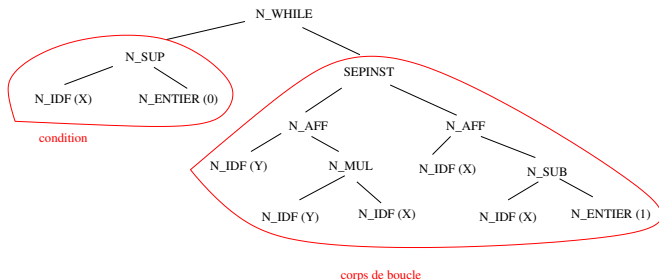 N_WHILE
N_SUP
SEPINST
N_IDF (X) N_ENTIER (0)
N_AFF N_AFF
condition
N_IDF (Y) N_MUL N_IDF (X) N_SUB
N_IDF (Y) N_IDF (X) N_IDF (X) N_ENTIER (1)
corps de boucle